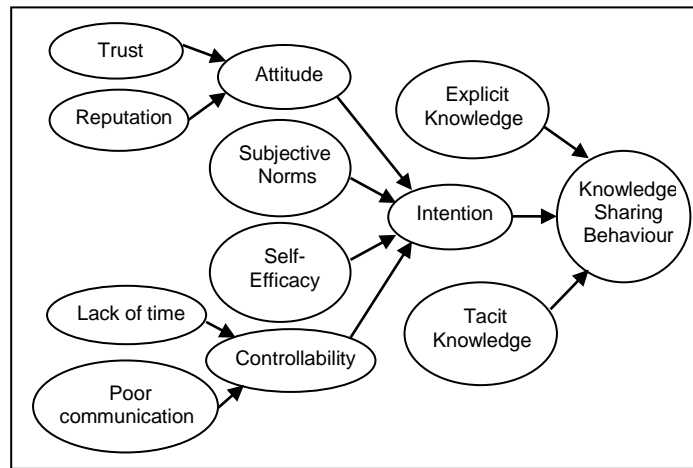 Trust
Reputation
Attitude
Subjective
Norms
Self-
Efficacy
Lack of time
Poor
communication
Controllability
Intention
Explicit
Knowledge
Tacit
Knowledge
Knowledge
Sharing
Behaviour